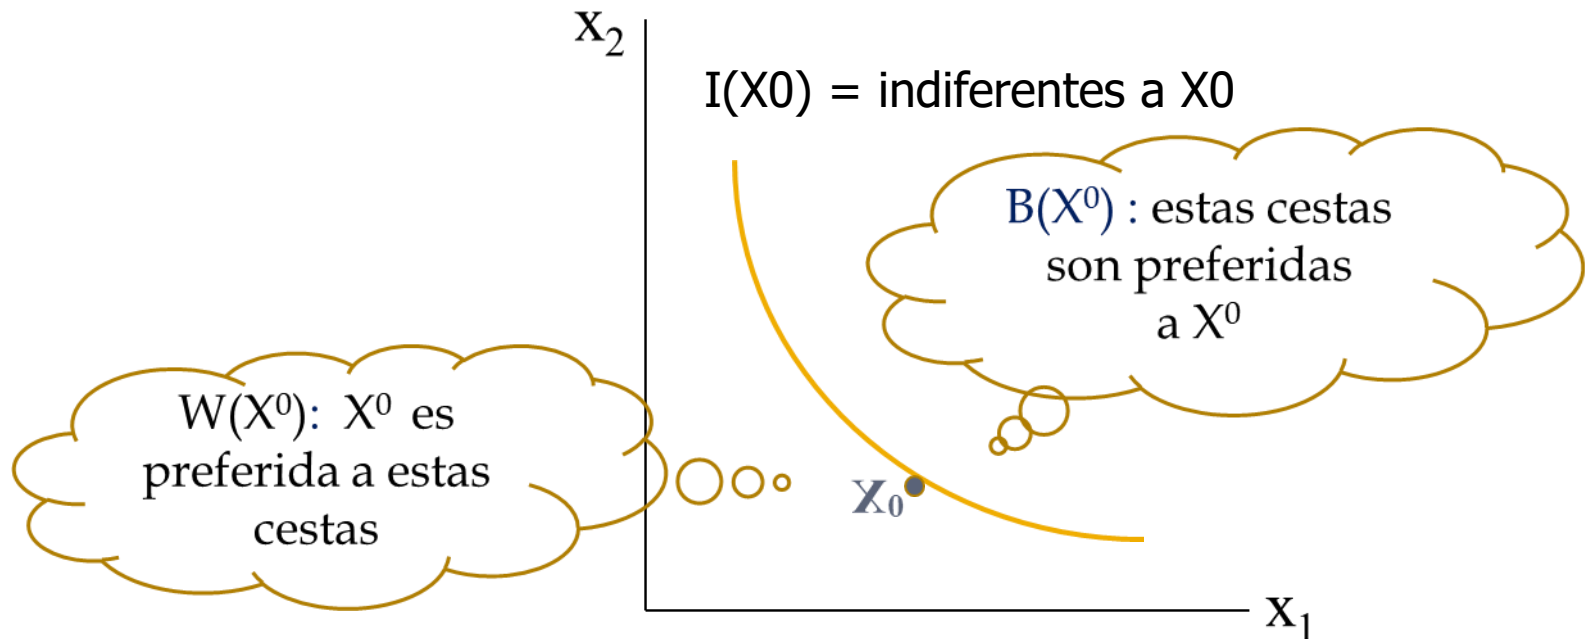 x₂
I(X0) = indiferentes a X0
B(X⁰) : estas cestas
son preferidas
a X⁰
W(X⁰): X⁰ es
preferida a estas
cestas
X₀
x₁